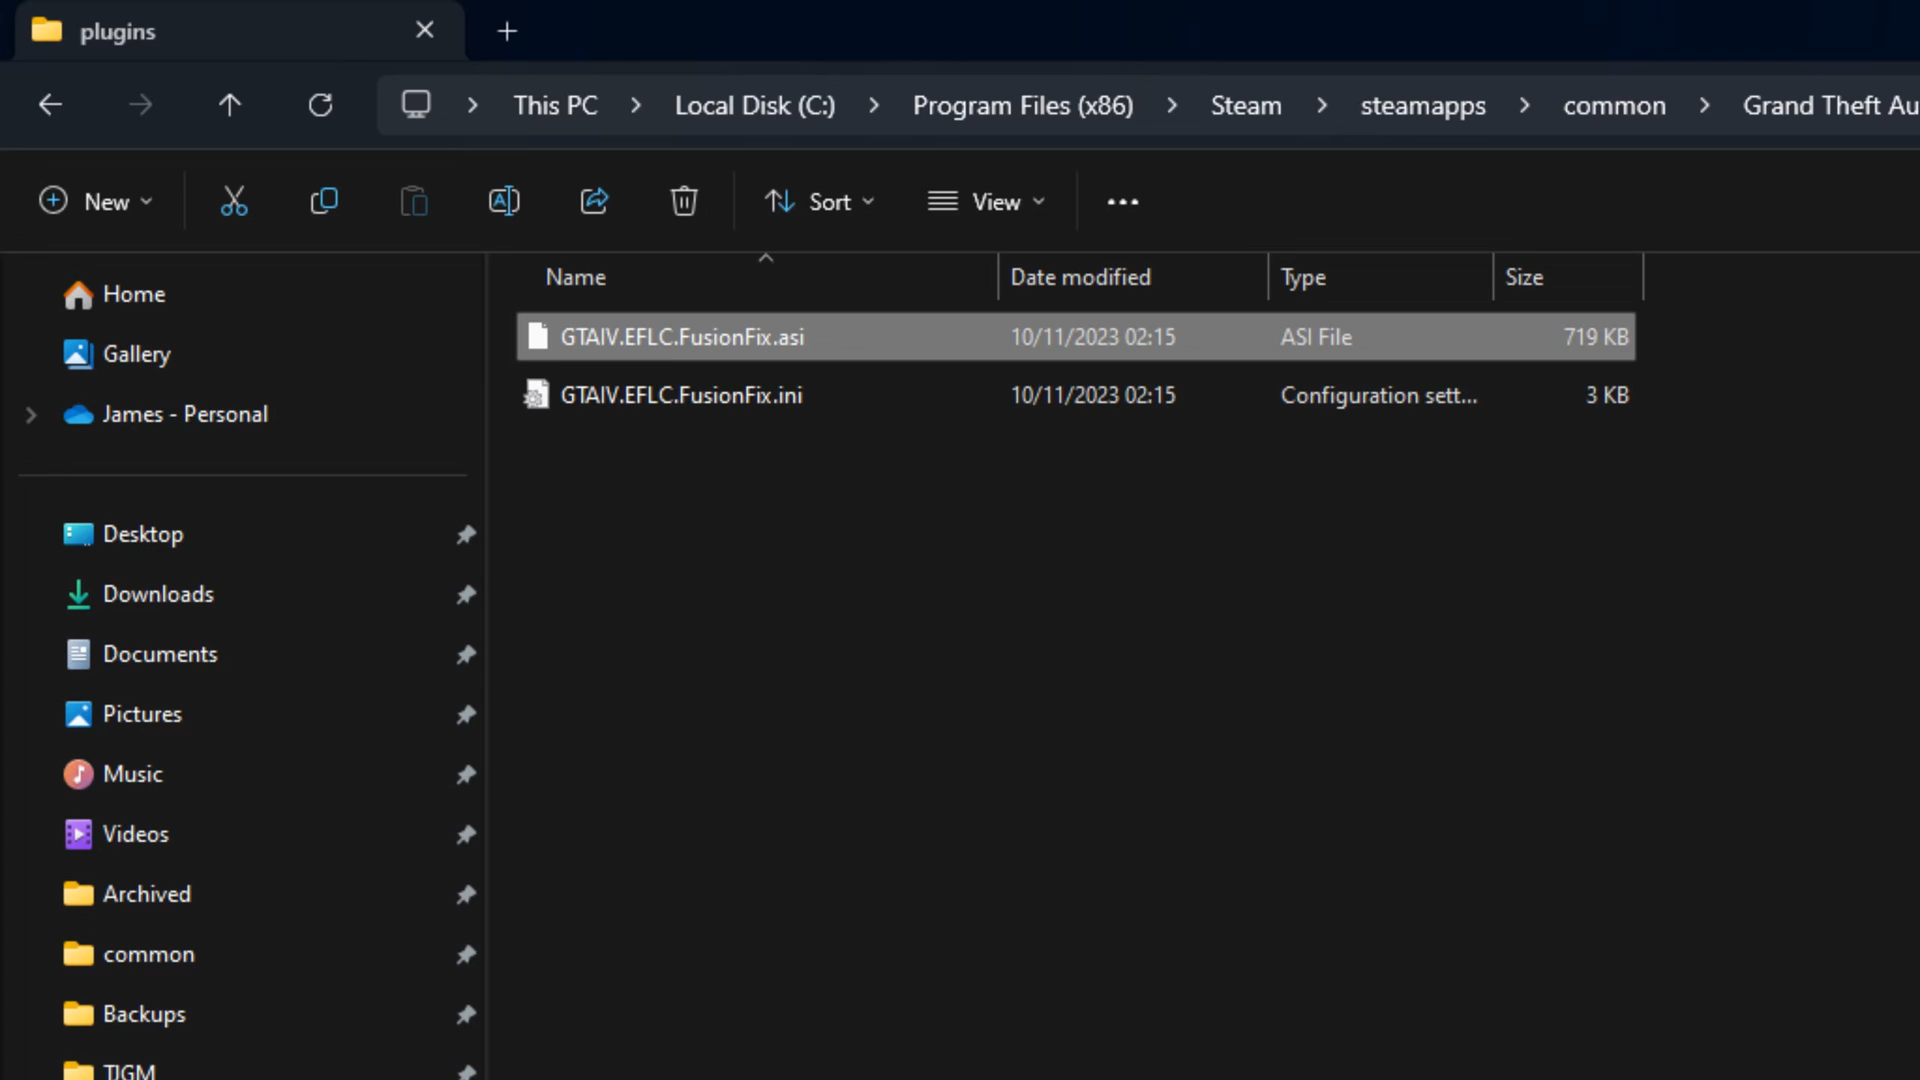 plugins
This PC > Local Disk (C:) > Program Files (x86) > Steam > steamapps > common > Grand Theft Au
New Sort View
Name Date modified Type Size
GTAIV.EFLC.FusionFix.asi 10/11/2023 02:15 ASI File 719 KB
GTAIV.EFLC.FusionFix.ini 10/11/2023 02:15 Configuration sett... 3 KB
Home
Gallery
James - Personal
Desktop
Downloads
Documents
Pictures
Music
Videos
Archived
common
Backups
TJGM